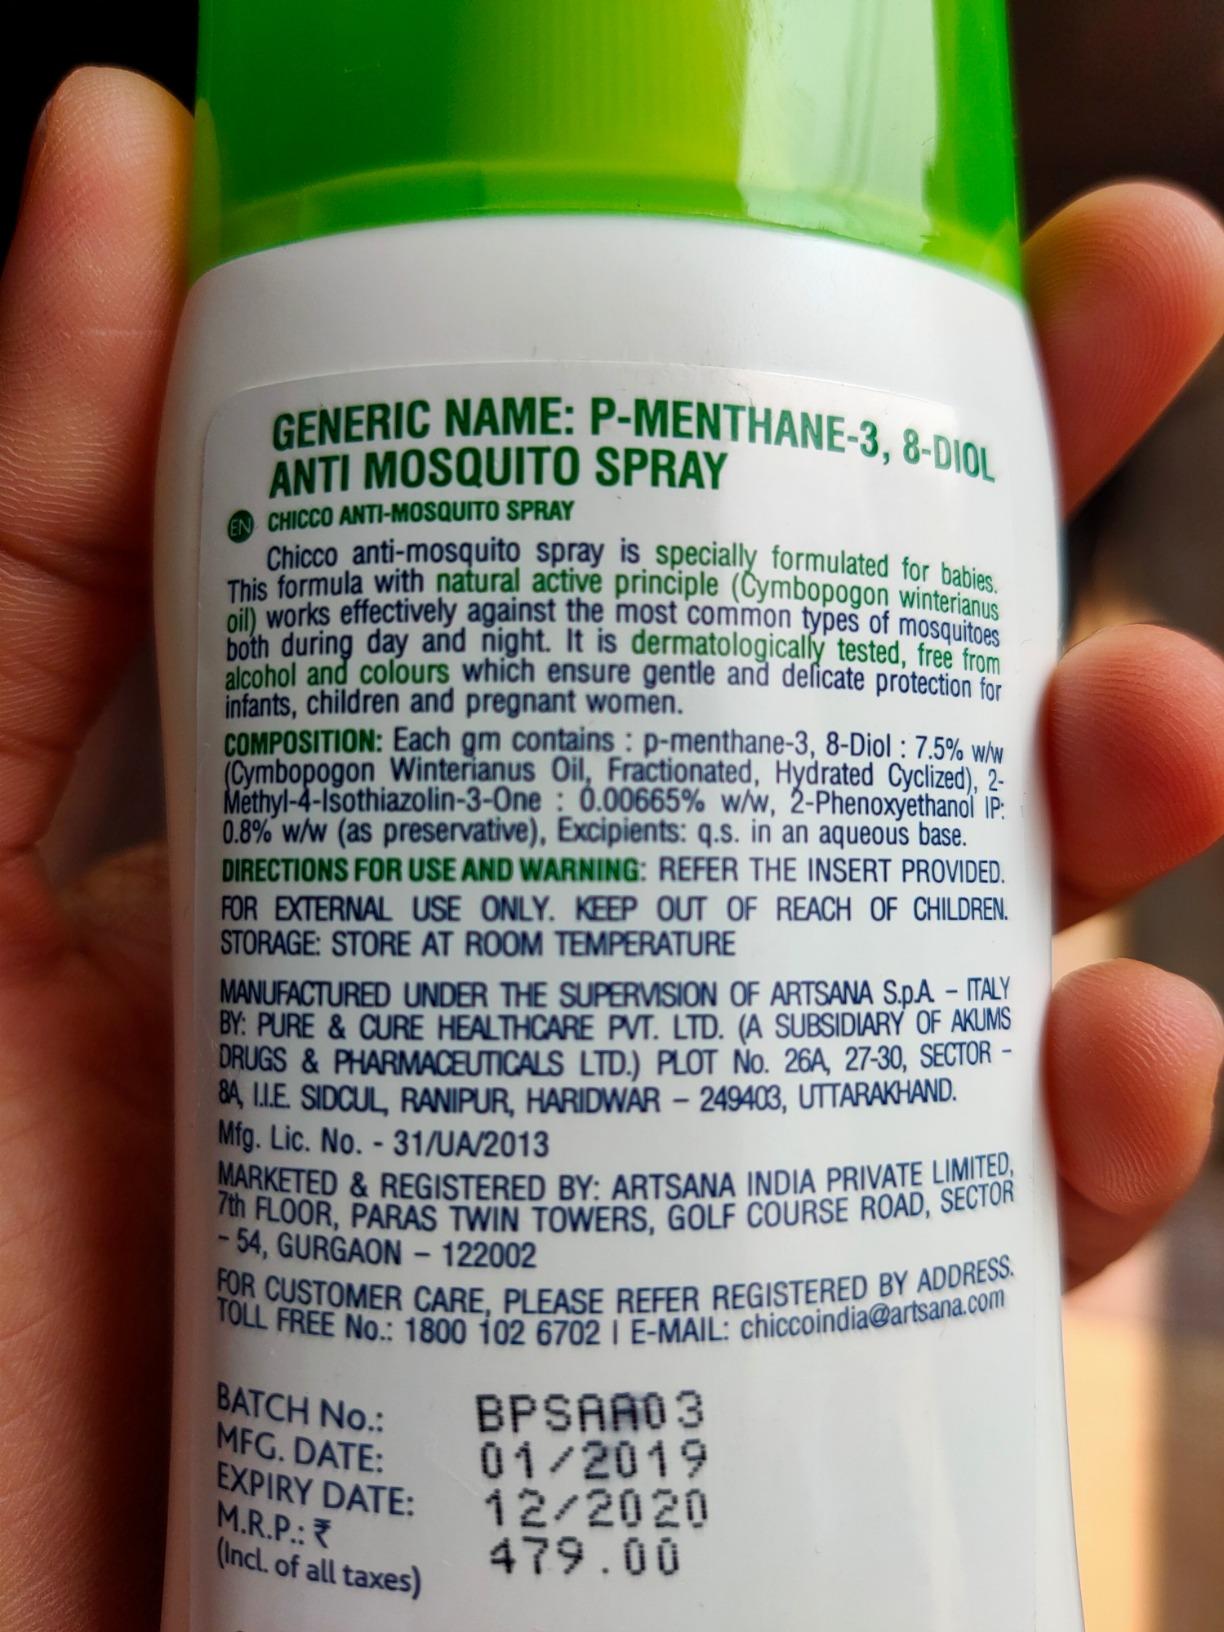 GENERIC NAME: P-MENTHANE-3, 8-DIOL
ANTI MOSQUITO SPRAY
EN CHICCO ANTI-MOSQUITO SPRAY
Chicco anti-mosquito spray is specially formulated for babies.
This formula with natural active principle (Cymbopogon winterianus
oil) works effectively against the most common types of mosquitoes
both during day and night. It is dermatologically tested, free from
alcohol and colours which ensure gentle and delicate protection for
infants, children and pregnant women.
COMPOSITION: Each gm contains : p-menthane-3, 8-Diol : 7.5% w/w
(Cymbopogon Winterianus Oil, Fractionated, Hydrated Cyclized), 2-
Methyl-4-Isothiazolin-3-One : 0.00665% w/w, 2-Phenoxyethanol IP:
0.8% w/w (as preservative), Excipients: q.s. in an aqueous base.
DIRECTIONS FOR USE AND WARNING: REFER THE INSERT PROVIDED.
FOR EXTERNAL USE ONLY. KEEP OUT OF REACH OF CHILDREN.
STORAGE: STORE AT ROOM TEMPERATURE
MANUFACTURED UNDER THE SUPERVISION OF ARTSANA S.p.A. – ITALY
BY: PURE & CURE HEALTHCARE PVT. LTD. (A SUBSIDIARY OF AKUMS
DRUGS & PHARMACEUTICALS LTD.) PLOT No. 26A, 27-30, SECTOR –
8A, I.I.E. SIDCUL, RANIPUR, HARIDWAR – 249403, UTTARAKHAND.
Mfg. Lic. No. - 31/UA/2013
MARKETED & REGISTERED BY: ARTSANA INDIA PRIVATE LIMITED,
7th FLOOR, PARAS TWIN TOWERS, GOLF COURSE ROAD, SECTOR
– 54, GURGAON – 122002
FOR CUSTOMER CARE, PLEASE REFER REGISTERED BY ADDRESS.
TOLL FREE No.: 1800 102 6702 | E-MAIL: chiccoindia@artsana.com
BATCH No.: BPSAA03
MFG. DATE: 01/2019
EXPIRY DATE: 12/2020
M.R.P.: ₹ 479.00
(Incl. of all taxes)